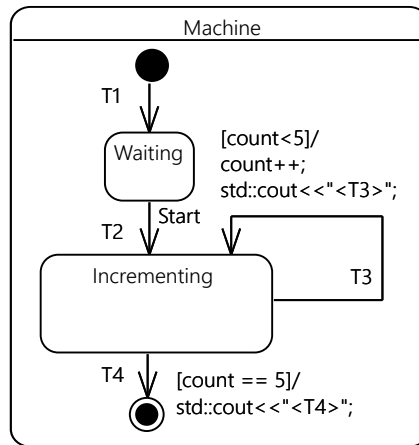 Machine
T1
Waiting
[count<5]/
count++;
std::cout<<"<T3>";
Start
T2
Incrementing
T3
T4
[count == 5]/
std::cout<<"<T4>";